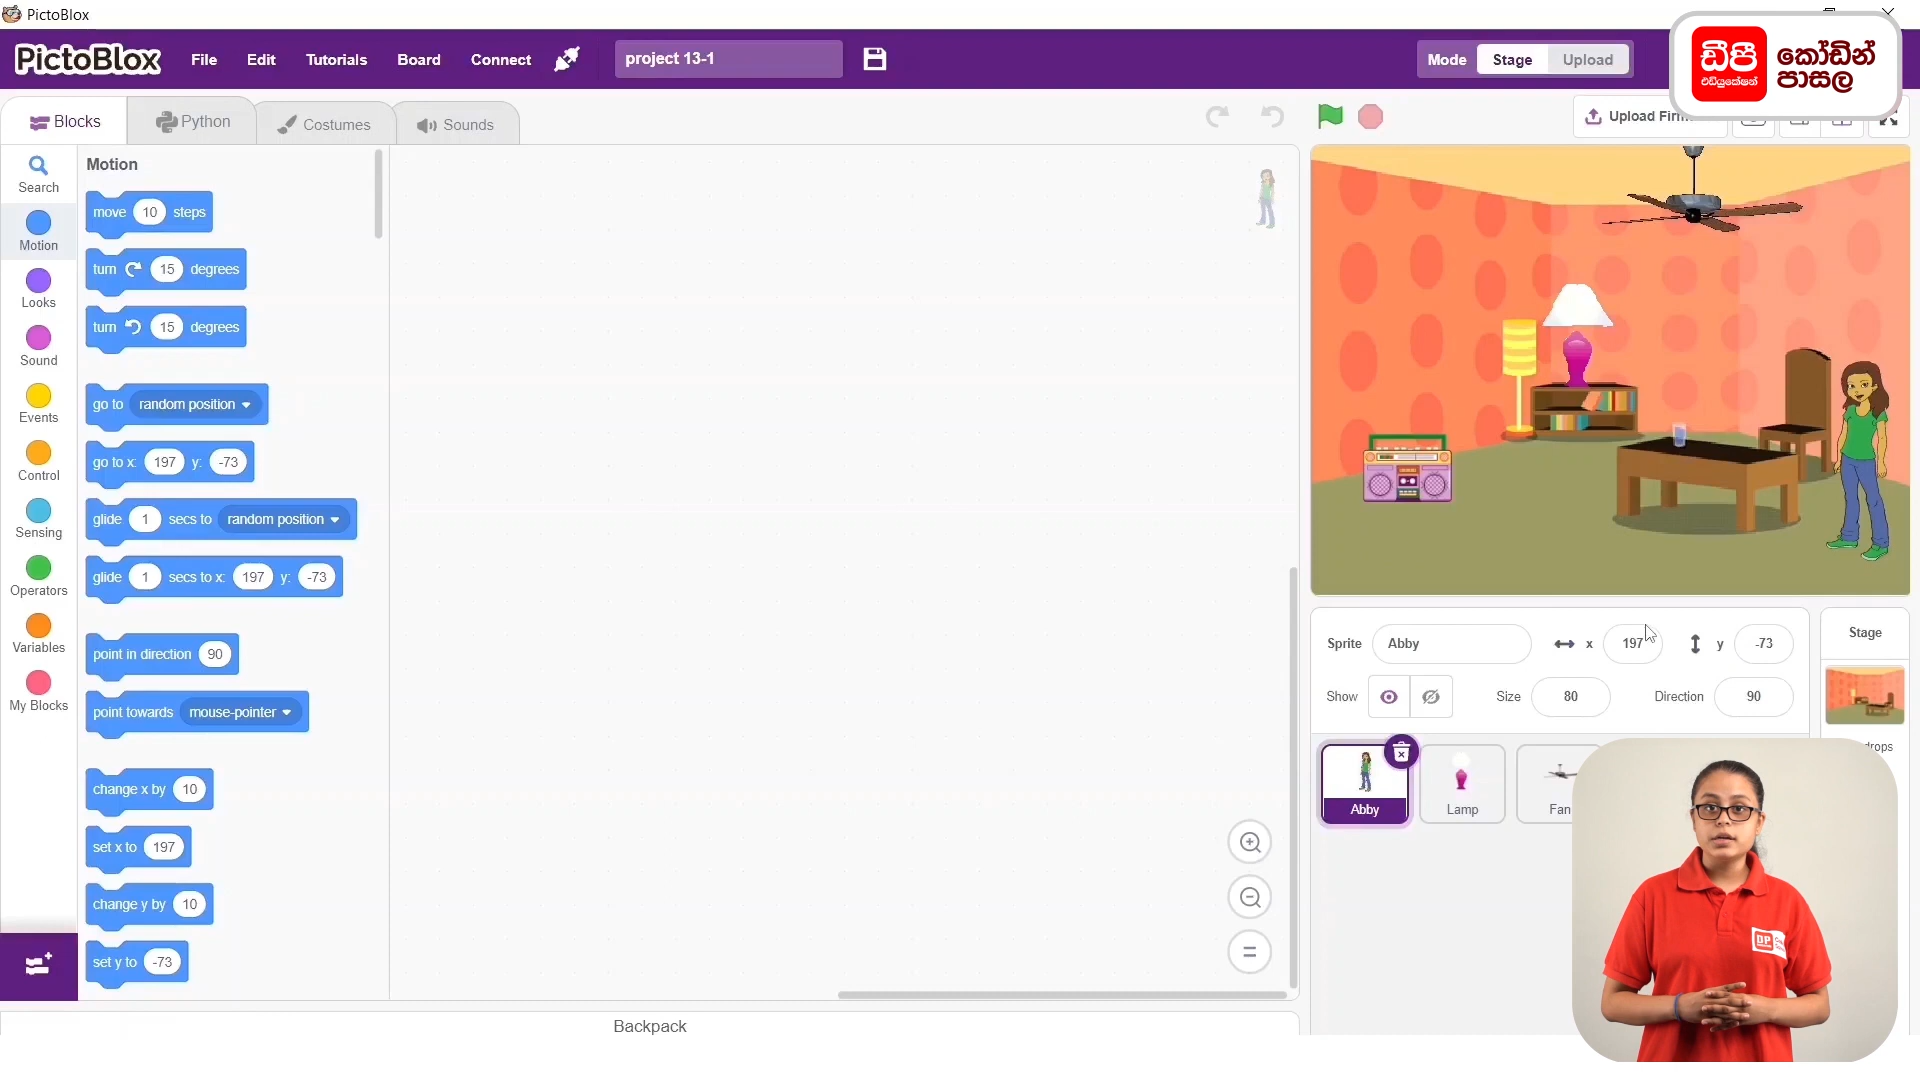 PictoBlox
PictoBlox File Edit Tutorials Board Connect project 13-1 Mode Stage Upload
ඩීපී
එඩියුකේෂන්
කෝඩින්
පාසල
Blocks Python Costumes Sounds
Upload Firm
Search
Motion
Looks
Sound
Events
Control
Sensing
Operators
Variables
My Blocks
Motion
move 10 steps
turn 15 degrees
turn 15 degrees
go to random position
go to x: 197 y: -73
glide 1 secs to random position
glide 1 secs to x: 197 y: -73
point in direction 90
point towards mouse-pointer
change x by 10
set x to 197
change y by 10
set y to -73
Backpack
Sprite Abby x 197 y -73
Show Size 80 Direction 90
Stage
drops
Abby Lamp Fan
DP